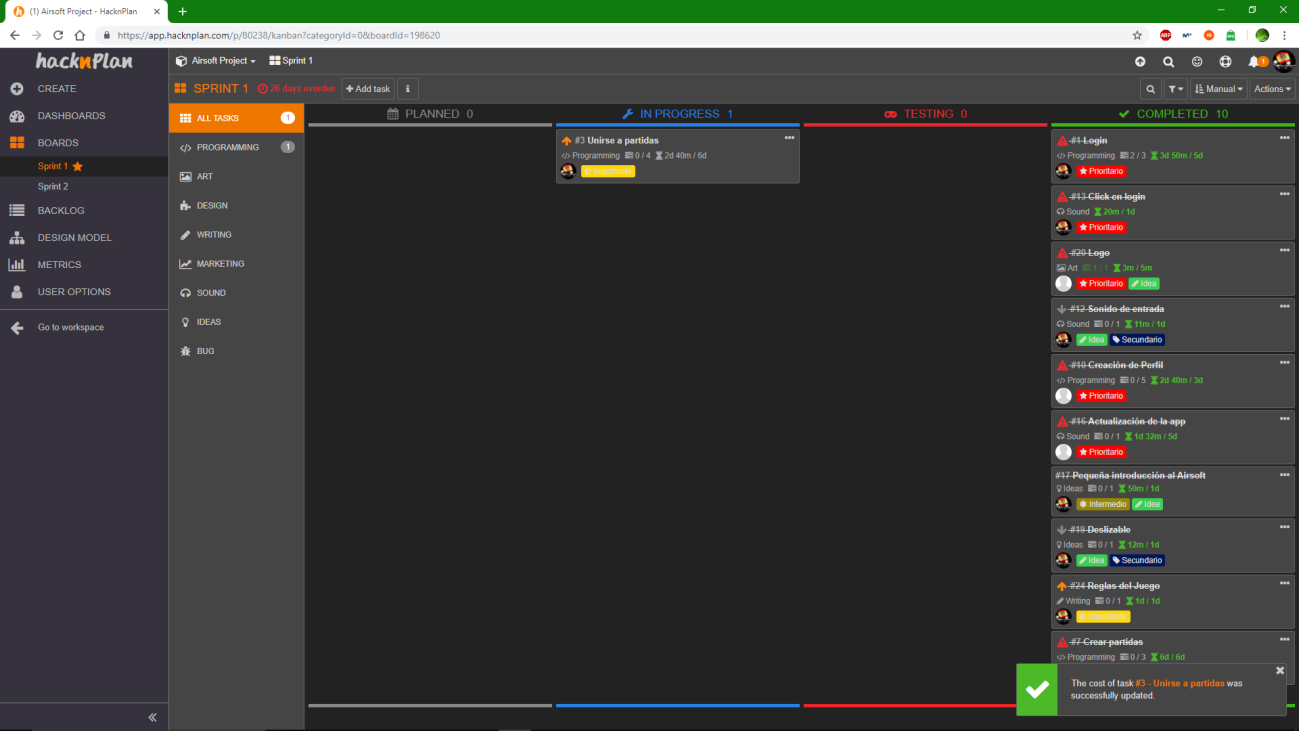 (1) Airsoft Project - HacknPlan
https://app.hacknplan.com/p/80238/kanban?categoryId=0&boardId=198620
hacknPlan
Airsoft Project
Sprint 1
1
CREATE
DASHBOARDS
BOARDS
Sprint 1
Sprint 2
BACKLOG
DESIGN MODEL
METRICS
USER OPTIONS
Go to workspace
SPRINT 1
26 days overdue
+ Add task
Manual
Actions
ALL TASKS 1
PROGRAMMING 1
ART
DESIGN
WRITING
MARKETING
SOUND
IDEAS
BUG
PLANNED 0
IN PROGRESS 1
#3 Unirse a partidas
Programming 0 / 4 2d 40m / 6d
Importante
TESTING 0
COMPLETED 10
#1 Login
Programming 2 / 3 3d 50m / 5d
Prioritario
#13 Click en login
Sound 20m / 1d
Prioritario
#20 Logo
Art 1 / 1 3m / 5m
Prioritario Idea
#12 Sonido de entrada
Sound 0 / 1 11m / 1d
Idea Secundario
#10 Creación de Perfil
Programming 0 / 5 2d 40m / 3d
Prioritario
#16 Actualización de la app
Sound 0 / 1 1d 32m / 5d
Prioritario
#17 Pequeña introducción al Airsoft
Ideas 0 / 1 50m / 1d
Intermedio Idea
#19 Deslizable
Ideas 0 / 1 12m / 1d
Idea Secundario
#24 Reglas del Juego
Writing 0 / 1 1d / 1d
Importante
#7 Crear partidas
Programming 0 / 3 6d / 6d
The cost of task #3 - Unirse a partidas was
successfully updated.